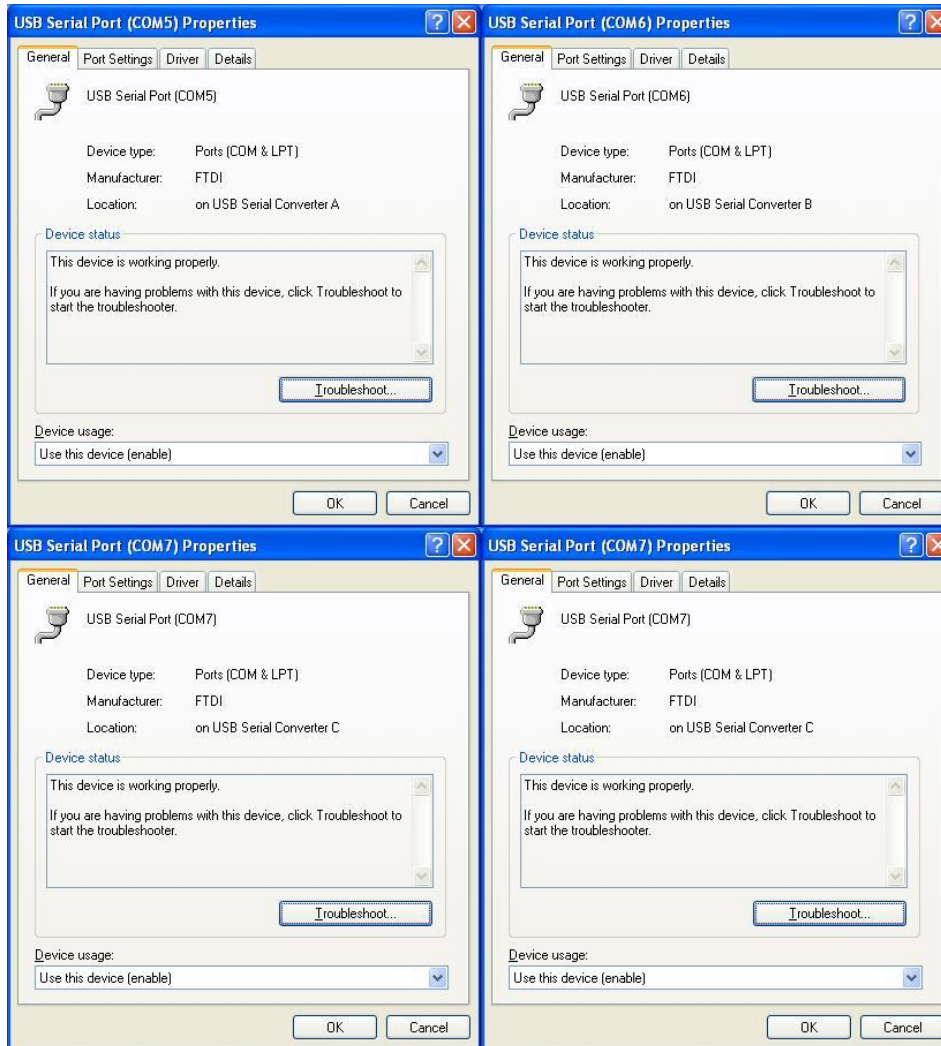 USB Serial Port (COM5) Properties
General Port Settings Driver Details
USB Serial Port (COM5)
Device type: Ports (COM & LPT)
Manufacturer: FTDI
Location: on USB Serial Converter A
Device status
This device is working properly.
If you are having problems with this device, click Troubleshoot to
start the troubleshooter.
Troubleshoot...
Device usage:
Use this device (enable)
OK Cancel
USB Serial Port (COM6) Properties
General Port Settings Driver Details
USB Serial Port (COM6)
Device type: Ports (COM & LPT)
Manufacturer: FTDI
Location: on USB Serial Converter B
Device status
This device is working properly.
If you are having problems with this device, click Troubleshoot to
start the troubleshooter.
Troubleshoot...
Device usage:
Use this device (enable)
OK Cancel
USB Serial Port (COM7) Properties
General Port Settings Driver Details
USB Serial Port (COM7)
Device type: Ports (COM & LPT)
Manufacturer: FTDI
Location: on USB Serial Converter C
Device status
This device is working properly.
If you are having problems with this device, click Troubleshoot to
start the troubleshooter.
Troubleshoot...
Device usage:
Use this device (enable)
OK Cancel
USB Serial Port (COM7) Properties
General Port Settings Driver Details
USB Serial Port (COM7)
Device type: Ports (COM & LPT)
Manufacturer: FTDI
Location: on USB Serial Converter C
Device status
This device is working properly.
If you are having problems with this device, click Troubleshoot to
start the troubleshooter.
Troubleshoot...
Device usage:
Use this device (enable)
OK Cancel